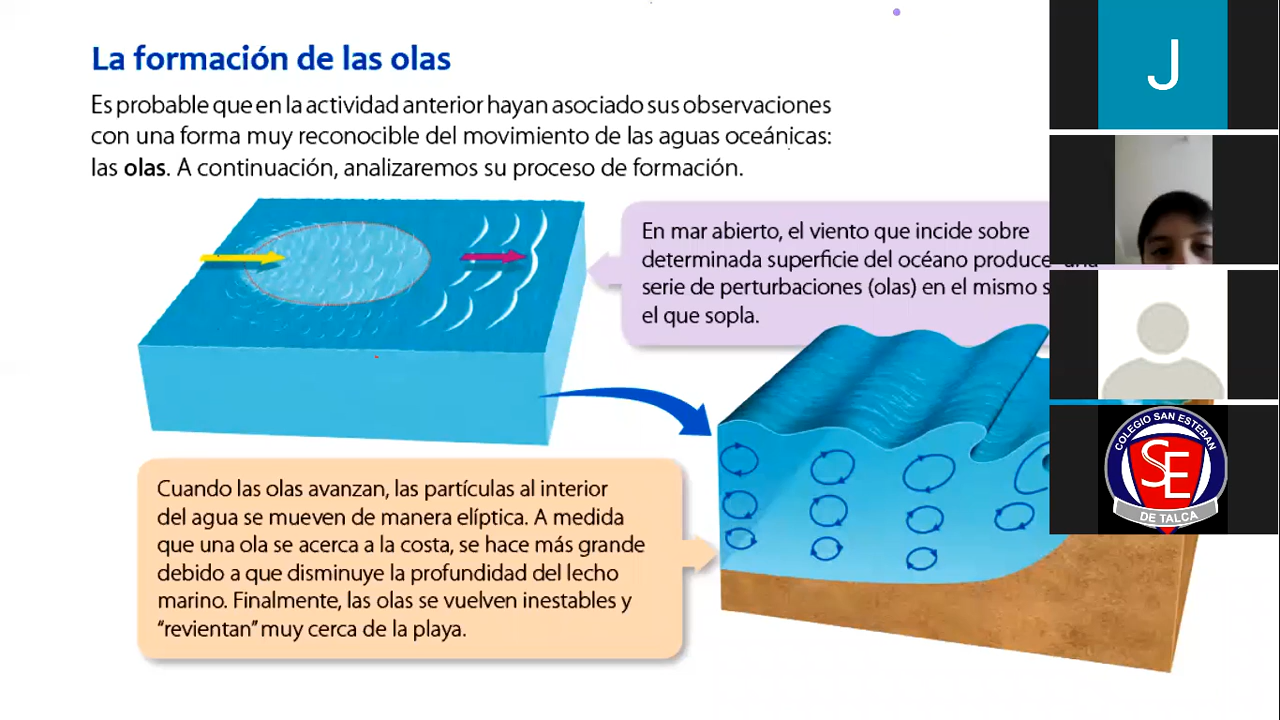 La formación de las olas
Es probable que en la actividad anterior hayan asociado sus observaciones
con una forma muy reconocible del movimiento de las aguas oceánicas:
las olas. A continuación, analizaremos su proceso de formación.
En mar abierto, el viento que incide sobre
determinada superficie del océano produce una
serie de perturbaciones (olas) en el mismo s
el que sopla.
Cuando las olas avanzan, las particulas al interior
del agua se mueven de manera elíptica. A medida
que una ola se acerca a la costa, se hace más grande
debido a que disminuye la profundidad del lecho
marino. Finalmente, las olas se vuelven inestables y
“revientan” muy cerca de la playa.
J
COLEGIO SAN ESTEBAN
SE
DE TALCA